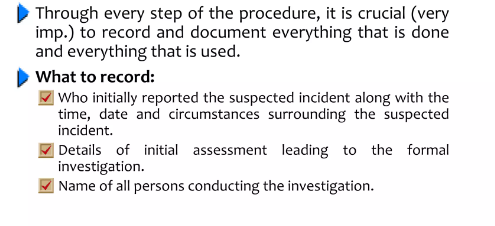 Through every step of the procedure, it is crucial (very
imp.) to record and document everything that is done
and everything that is used.
What to record:
Who initially reported the suspected incident along with the
time, date and circumstances surrounding the suspected
incident.
Details of initial assessment leading to the formal
investigation.
Name of all persons conducting the investigation.